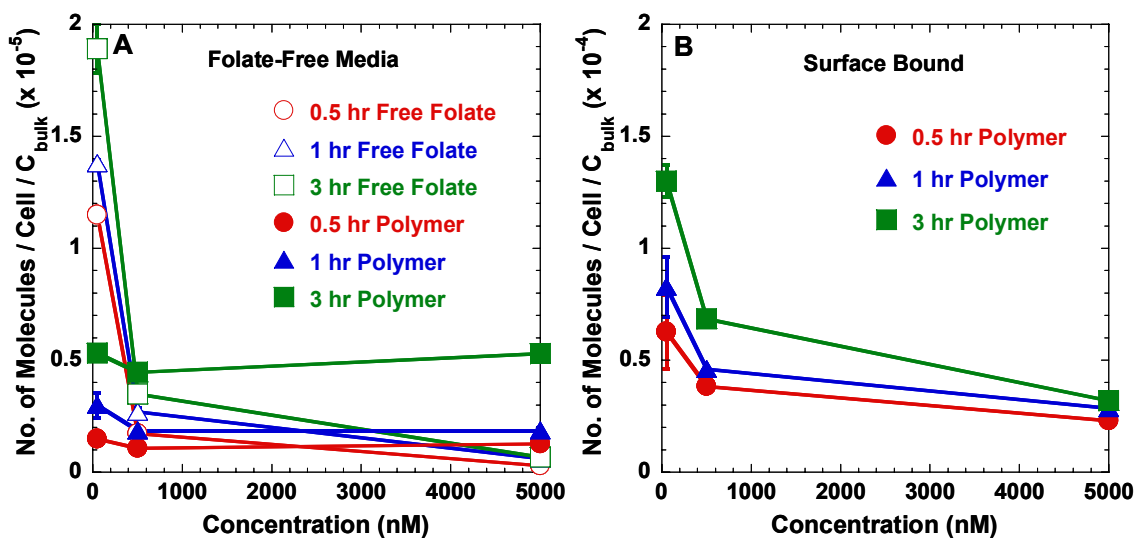 A
Folate-Free Media
0.5 hr Free Folate
1 hr Free Folate
3 hr Free Folate
0.5 hr Polymer
1 hr Polymer
3 hr Polymer
No. of Molecules / Cell / C_bulk (x 10^-5)
2
1.5
1
0.5
0
0 1000 2000 3000 4000 5000
Concentration (nM)
B
Surface Bound
0.5 hr Polymer
1 hr Polymer
3 hr Polymer
No. of Molecules / Cell / C_bulk (x 10^-4)
2
1.5
1
0.5
0
0 1000 2000 3000 4000 5000
Concentration (nM)